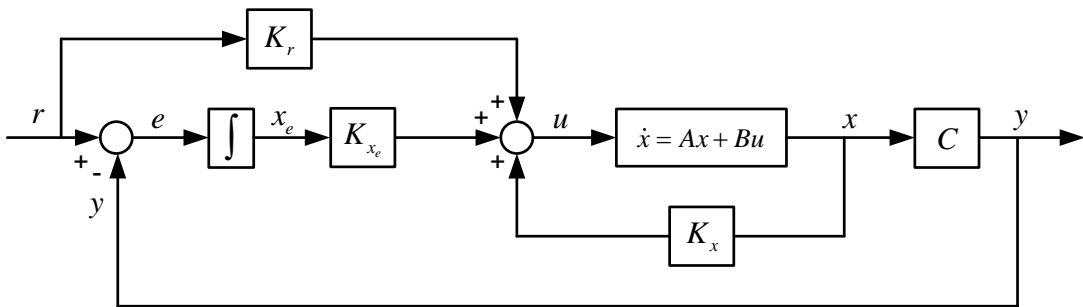 K_r
+
r e ∫ x_e K_{x_e} + u ẋ = Ax + Bu x C y
+ - +
y K_x